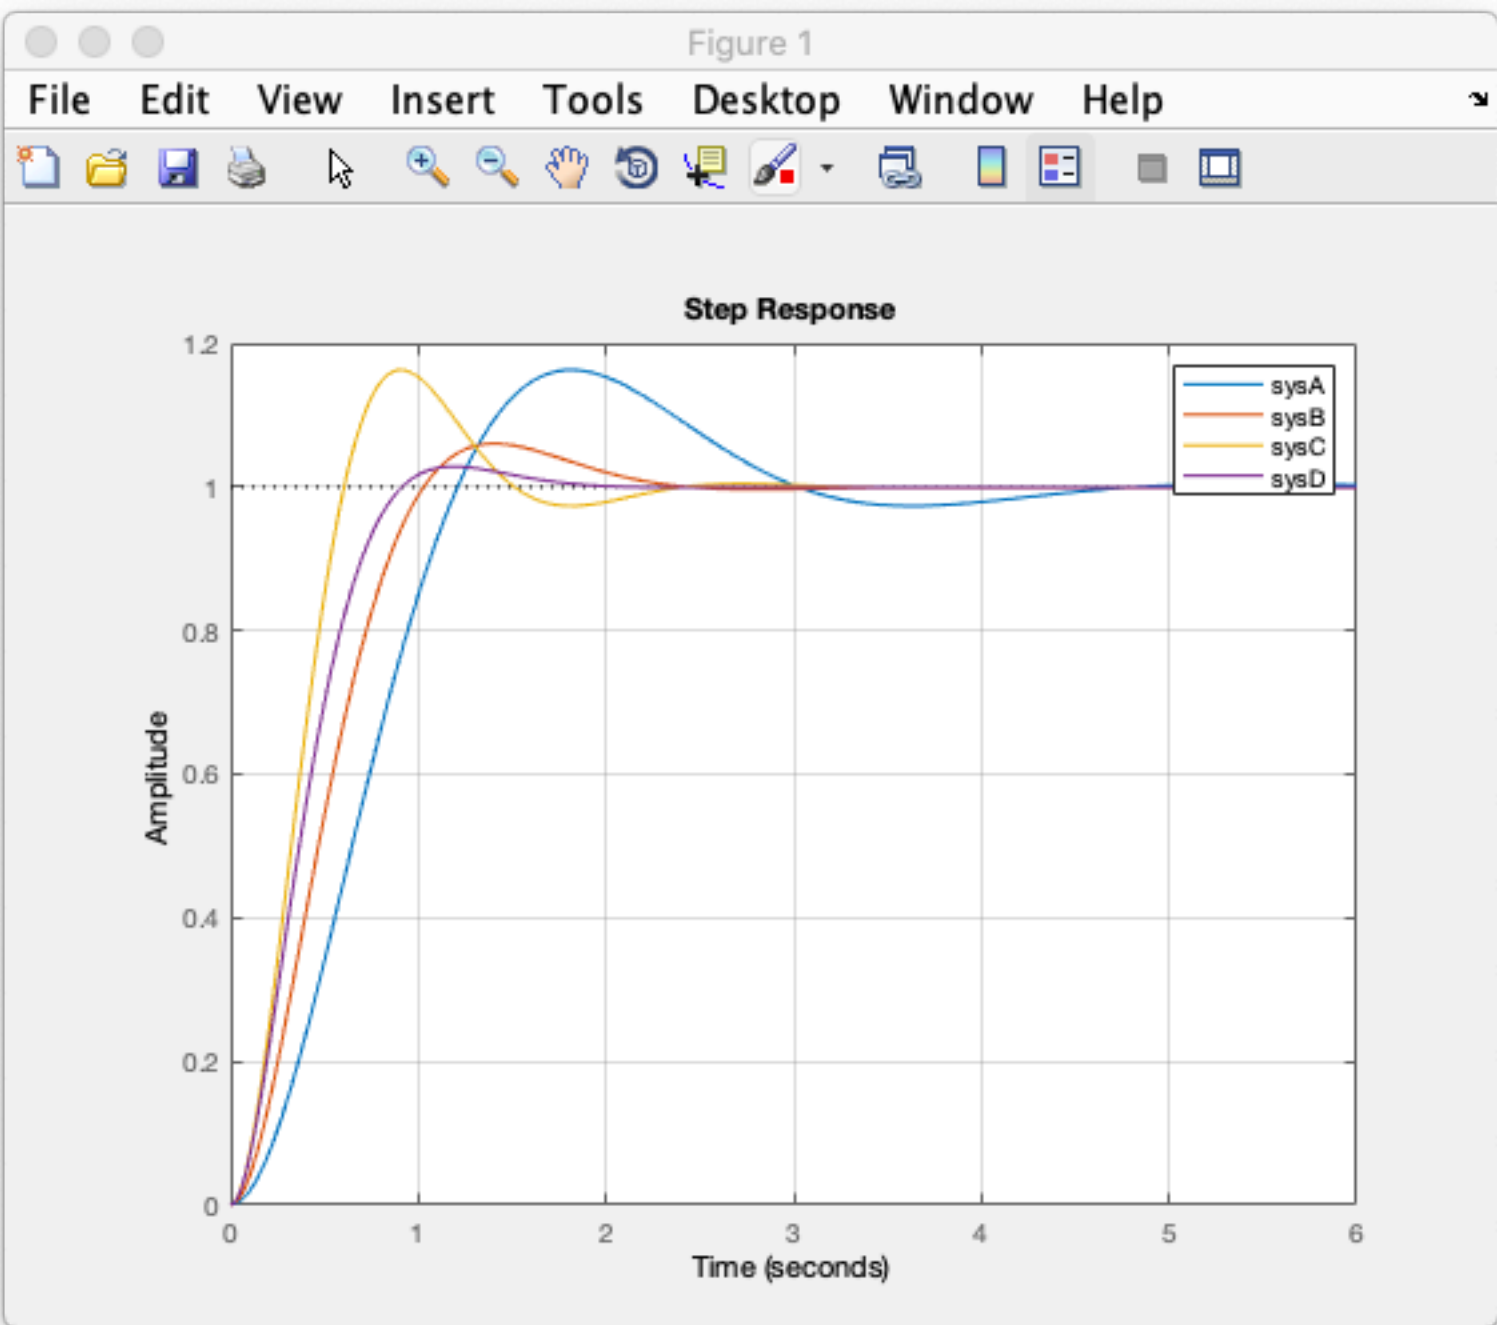 Figure 1
File Edit View Insert Tools Desktop Window Help
Step Response
1.2
1
0.8
0.6
0.4
0.2
0
Amplitude
sysA
sysB
sysC
sysD
0 1 2 3 4 5 6
Time (seconds)